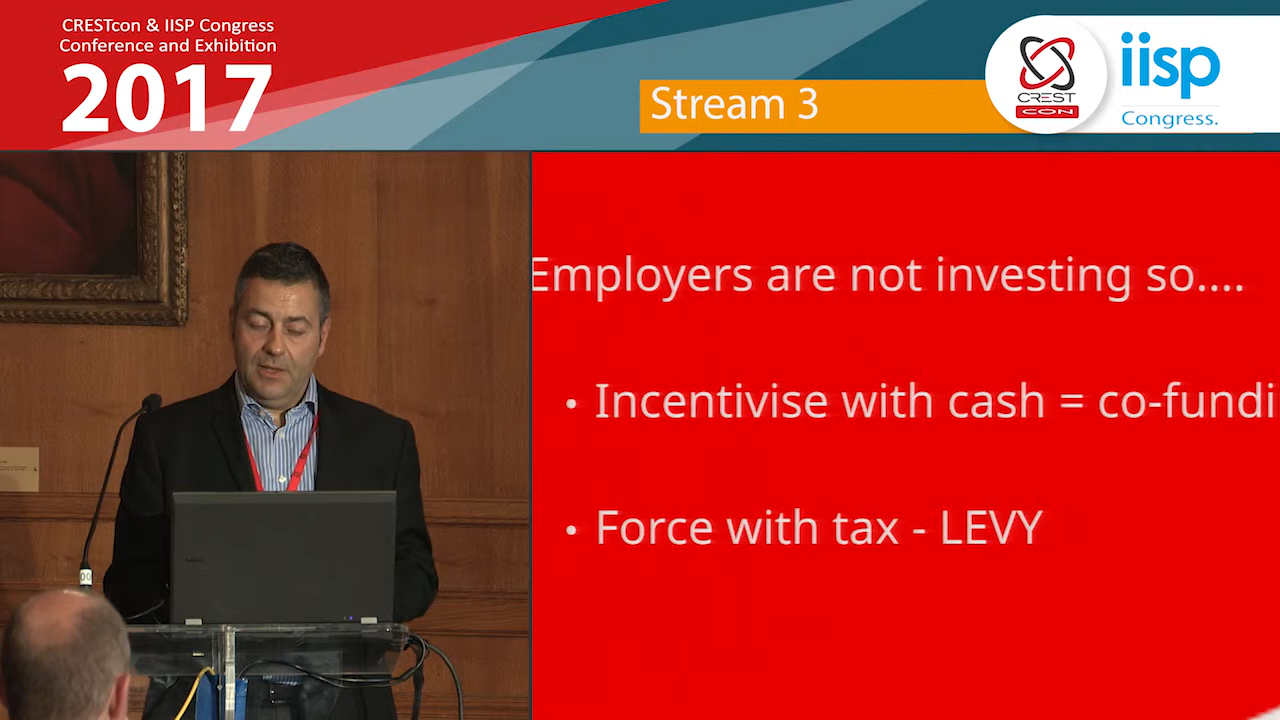 CRESTcon & IISP Congress
Conference and Exhibition
2017
Stream 3
CREST
CON
iisp
Congress.
Employers are not investing so....
• Incentivise with cash = co-fundi
• Force with tax - LEVY
00